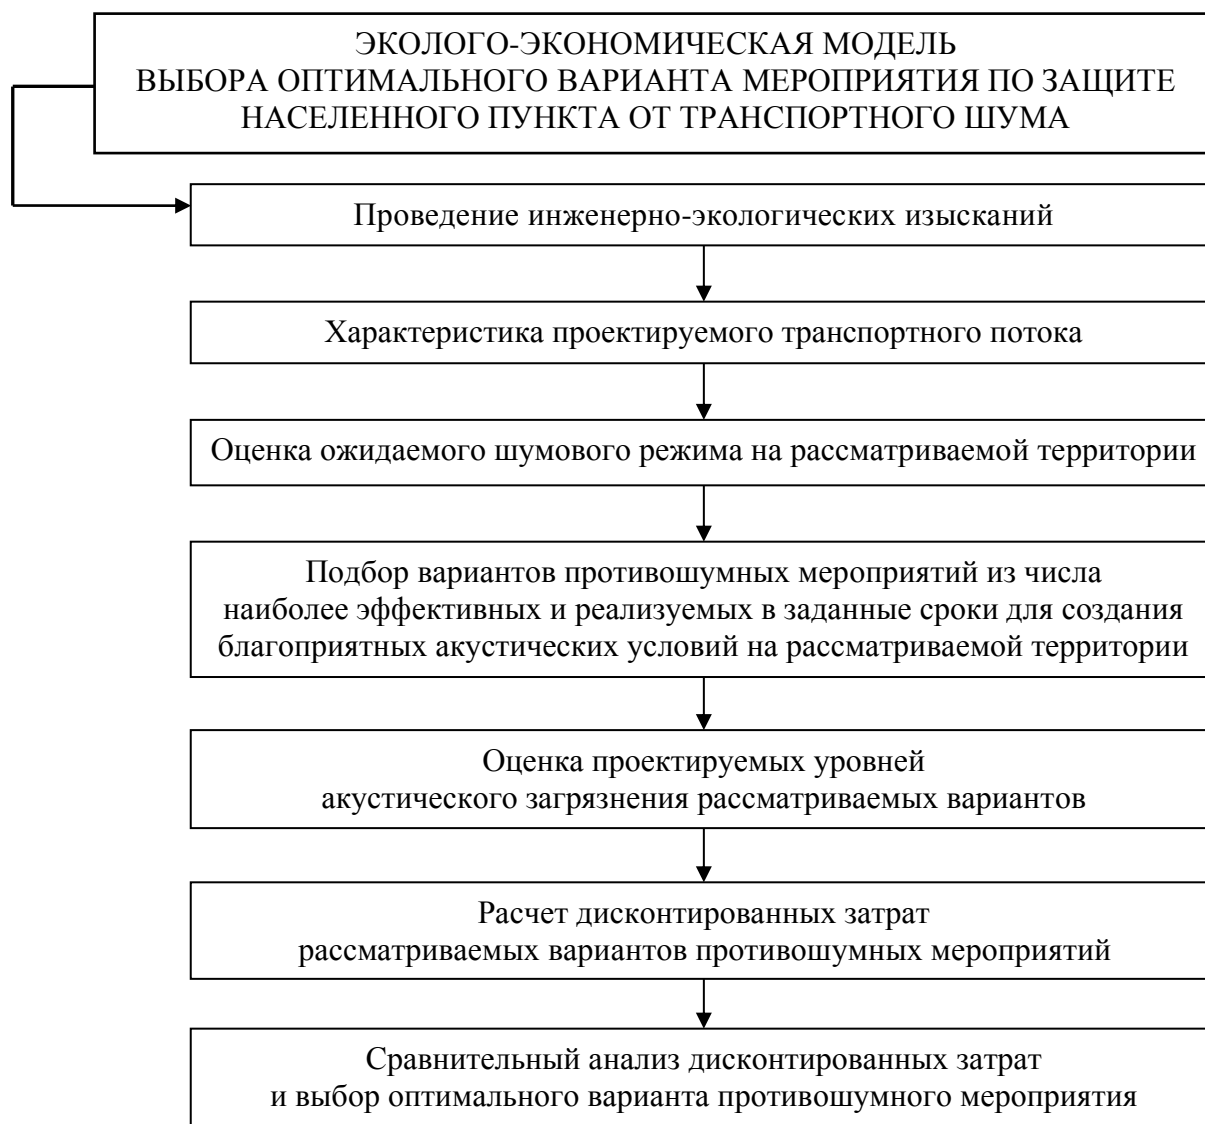 ЭКОЛОГО-ЭКОНОМИЧЕСКАЯ МОДЕЛЬ
ВЫБОРА ОПТИМАЛЬНОГО ВАРИАНТА МЕРОПРИЯТИЯ ПО ЗАЩИТЕ
НАСЕЛЕННОГО ПУНКТА ОТ ТРАНСПОРТНОГО ШУМА
Проведение инженерно-экологических изысканий
Характеристика проектируемого транспортного потока
Оценка ожидаемого шумового режима на рассматриваемой территории
Подбор вариантов противошумных мероприятий из числа
наиболее эффективных и реализуемых в заданные сроки для создания
благоприятных акустических условий на рассматриваемой территории
Оценка проектируемых уровней
акустического загрязнения рассматриваемых вариантов
Расчет дисконтированных затрат
рассматриваемых вариантов противошумных мероприятий
Сравнительный анализ дисконтированных затрат
и выбор оптимального варианта противошумного мероприятия